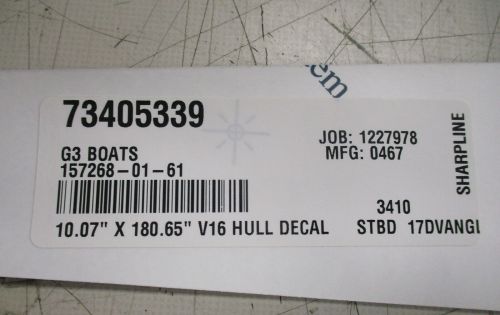 73405339
G3 BOATS
157268-01-61
JOB: 1227978
MFG: 0467
10.07" X 180.65" V16 HULL DECAL
3410
STBD 17DVANGL
SHARPLINE